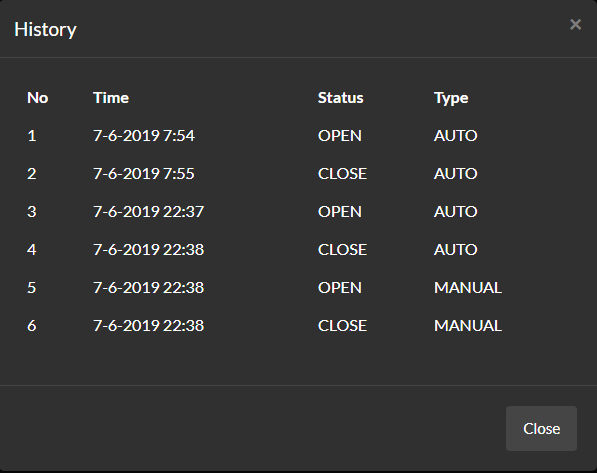 History ×
No Time Status Type
1 7-6-2019 7:54 OPEN AUTO
2 7-6-2019 7:55 CLOSE AUTO
3 7-6-2019 22:37 OPEN AUTO
4 7-6-2019 22:38 CLOSE AUTO
5 7-6-2019 22:38 OPEN MANUAL
6 7-6-2019 22:38 CLOSE MANUAL
Close